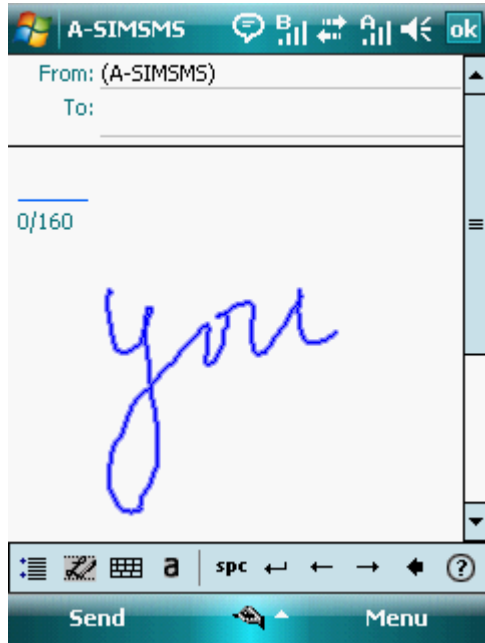 A-SIMSMS B A ok
From: (A-SIMSMS)
To:
0/160
you
a spc ?
Send Menu